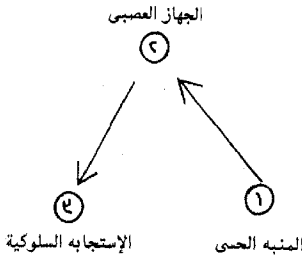 الجهاز العصبى
٢
١
٣
المنبه الحسى
الإستجابه السلوكية